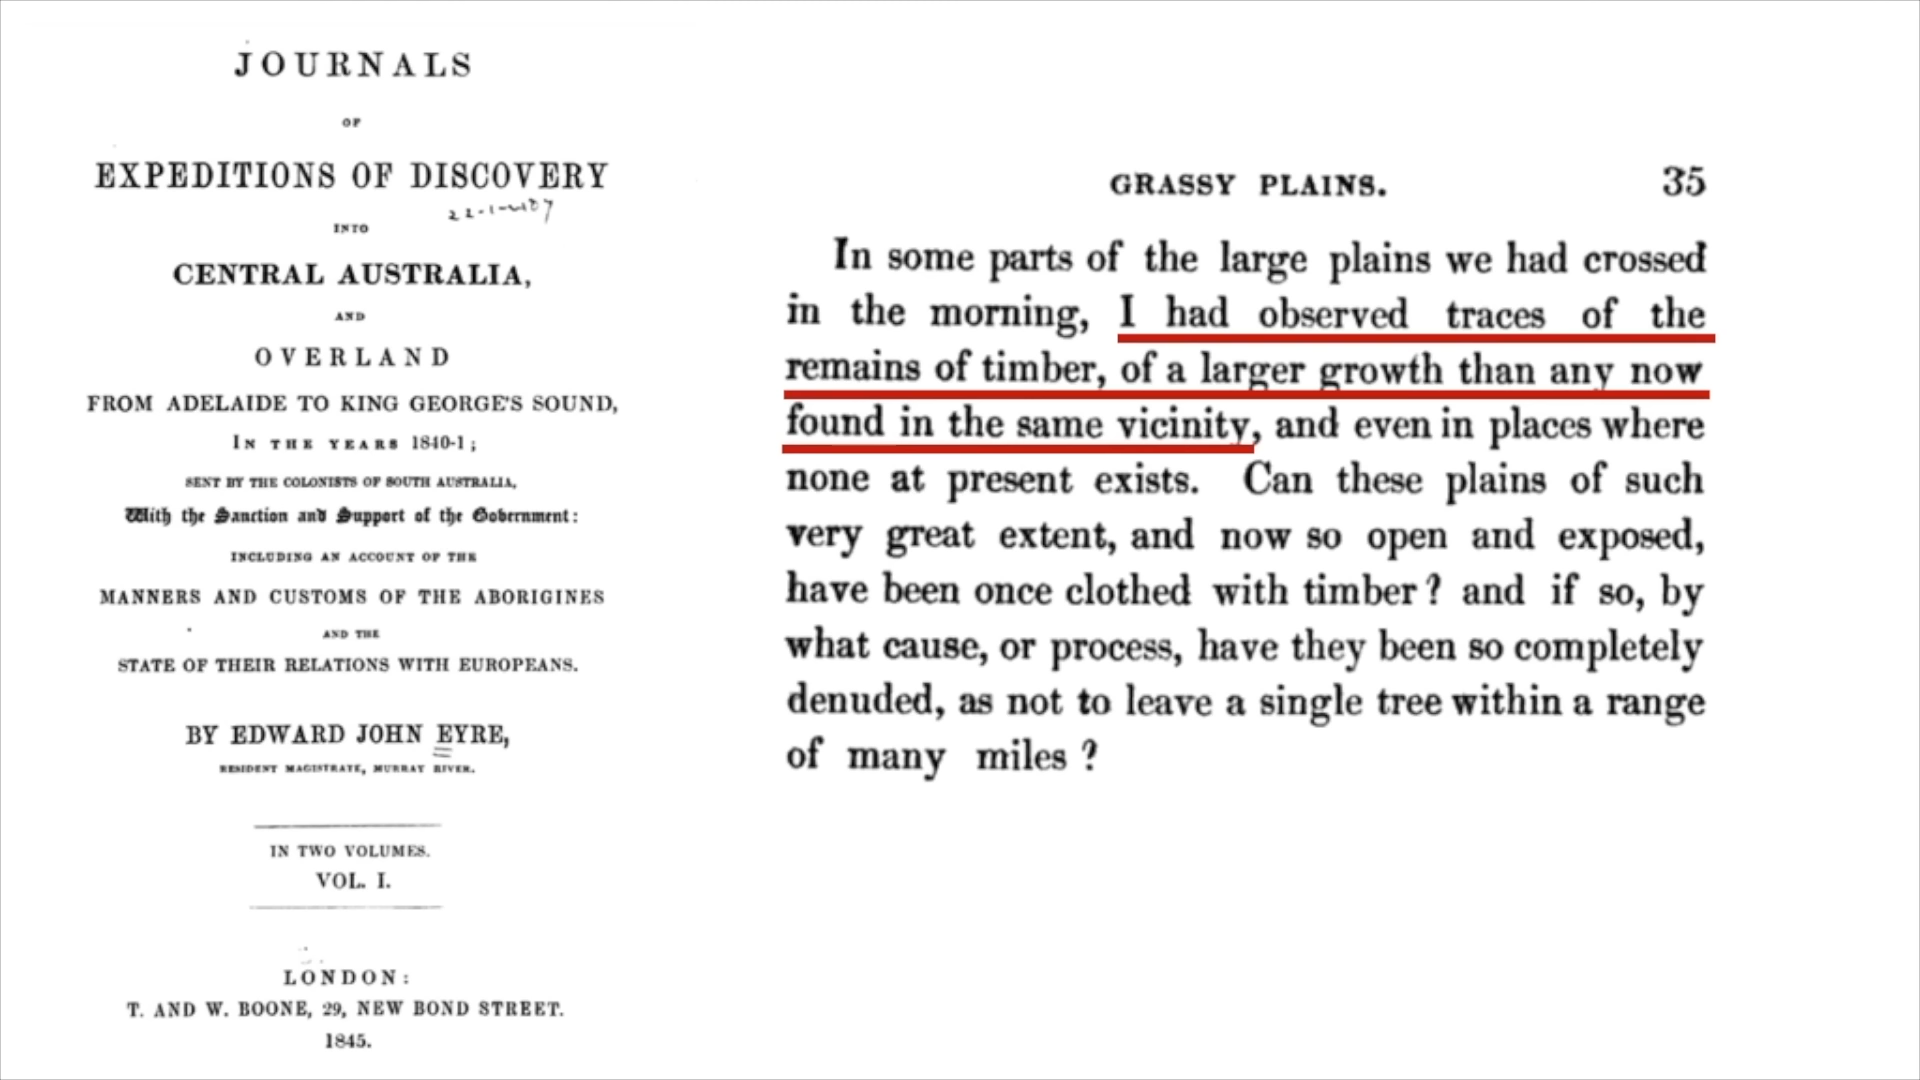 JOURNALS
OF
EXPEDITIONS OF DISCOVERY
INTO
CENTRAL AUSTRALIA,
AND
OVERLAND
FROM ADELAIDE TO KING GEORGE'S SOUND,
IN THE YEARS 1840-1;
SENT BY THE COLONISTS OF SOUTH AUSTRALIA,
With the Sanction and Support of the Government:
INCLUDING AN ACCOUNT OF THE
MANNERS AND CUSTOMS OF THE ABORIGINES
AND THE
STATE OF THEIR RELATIONS WITH EUROPEANS.
BY EDWARD JOHN EYRE,
RESIDENT MAGISTRATE, MURRAY RIVER.
IN TWO VOLUMES.
VOL. I.
LONDON:
T. AND W. BOONE, 29, NEW BOND STREET.
1845.
GRASSY PLAINS. 35
In some parts of the large plains we had crossed
in the morning, I had observed traces of the
remains of timber, of a larger growth than any now
found in the same vicinity, and even in places where
none at present exists. Can these plains of such
very great extent, and now so open and exposed,
have been once clothed with timber? and if so, by
what cause, or process, have they been so completely
denuded, as not to leave a single tree within a range
of many miles?